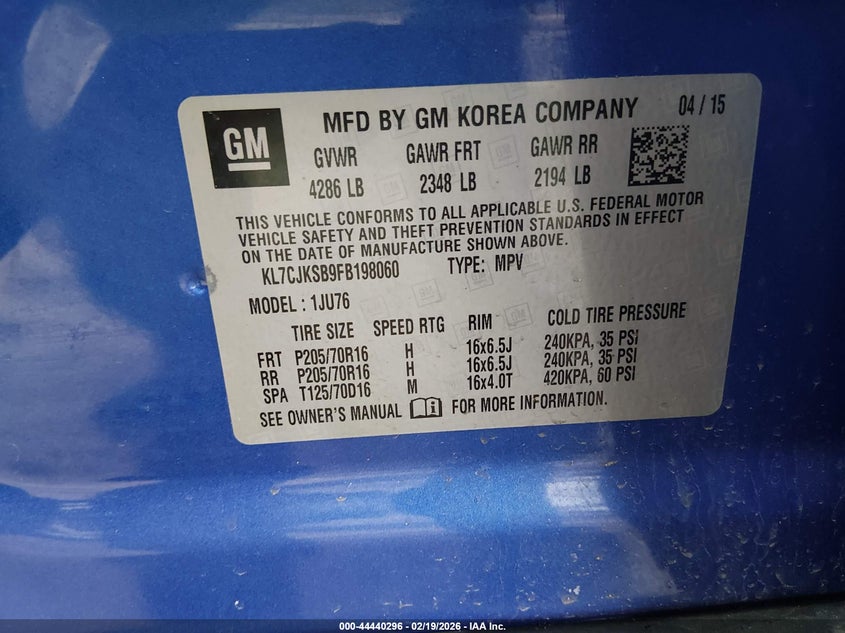 GM
MFD BY GM KOREA COMPANY 04 / 15
GVWR GAWR FRT GAWR RR
4286 LB 2348 LB 2194 LB
THIS VEHICLE CONFORMS TO ALL APPLICABLE U.S. FEDERAL MOTOR
VEHICLE SAFETY AND THEFT PREVENTION STANDARDS IN EFFECT
ON THE DATE OF MANUFACTURE SHOWN ABOVE.
KL7CJKSB9FB198060 TYPE: MPV
MODEL : 1JU76
TIRE SIZE SPEED RTG RIM COLD TIRE PRESSURE
FRT P205/70R16 H 16x6.5J 240KPA, 35 PSI
RR P205/70R16 H 16x6.5J 240KPA, 35 PSI
SPA T125/70D16 M 16x4.0T 420KPA, 60 PSI
SEE OWNER'S MANUAL FOR MORE INFORMATION.
000-44440296 - 02/19/2026 - IAA Inc.